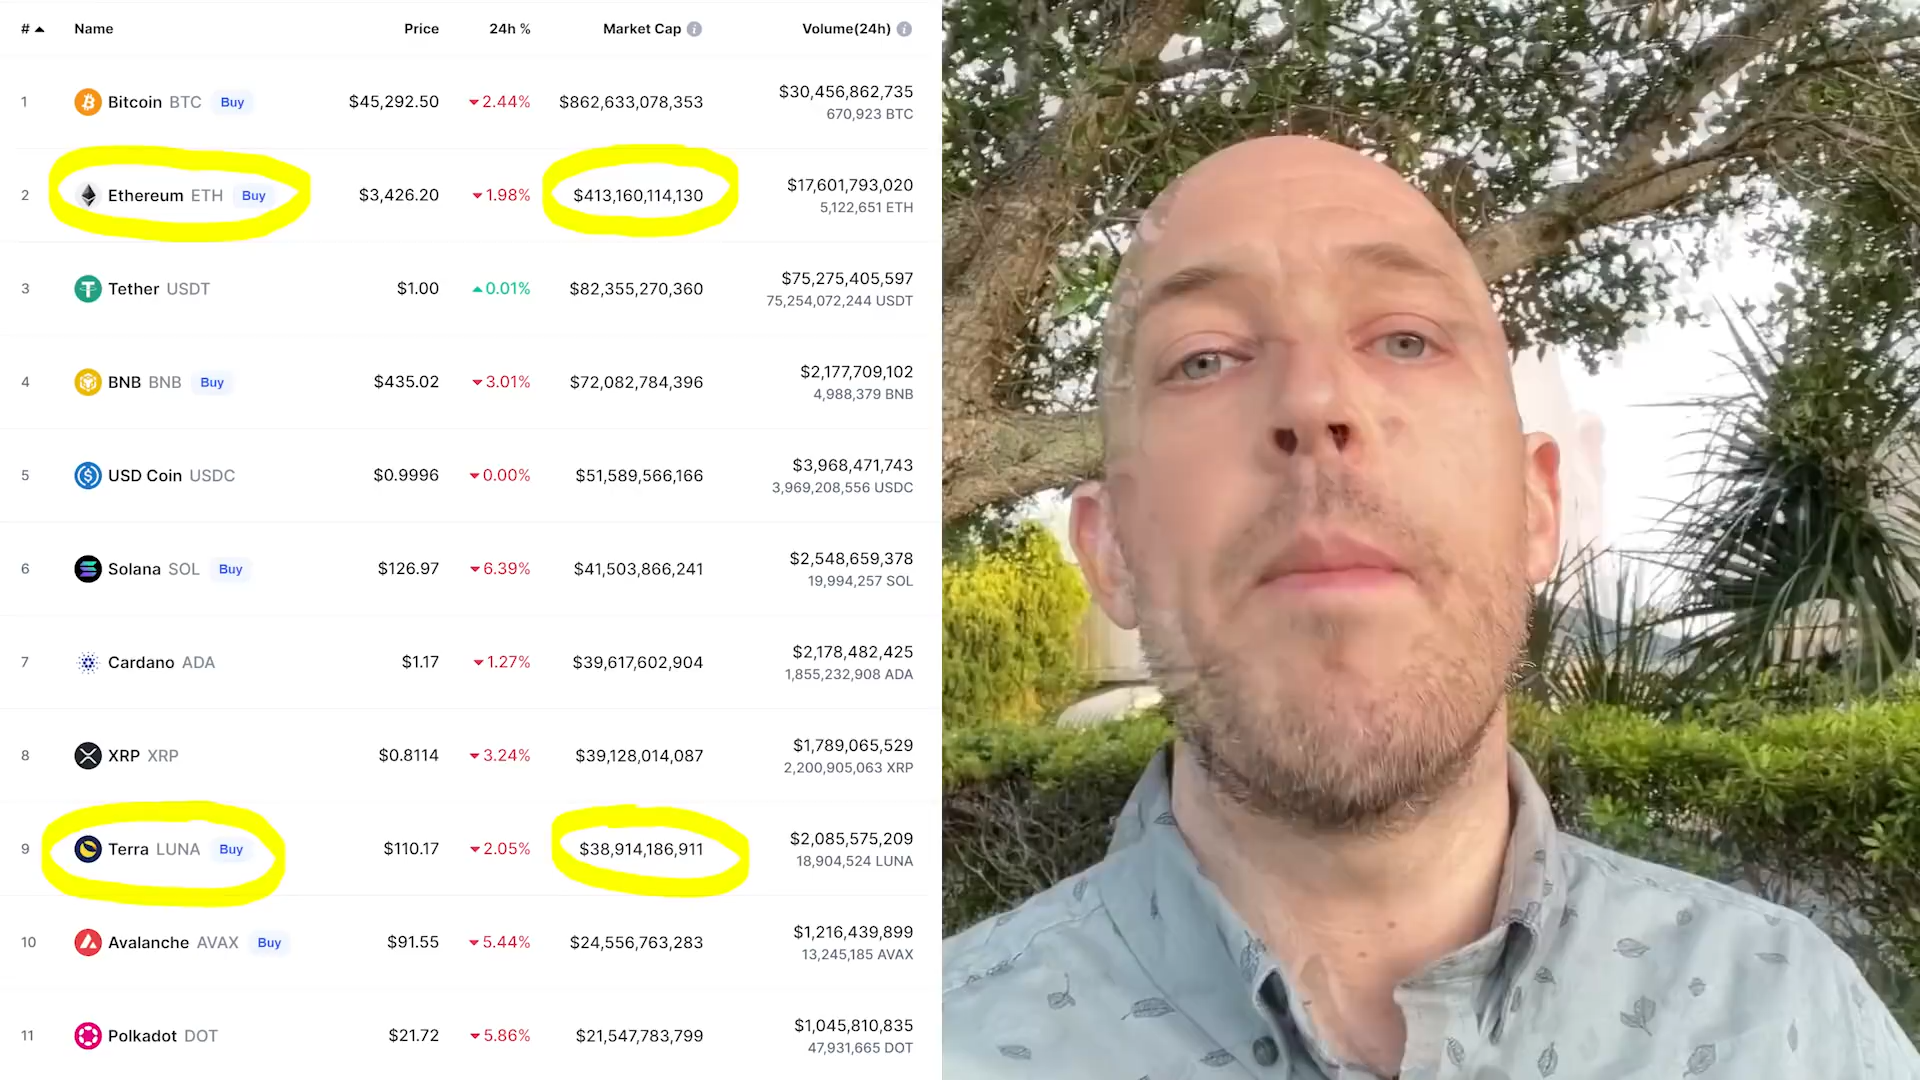 # Name Price 24h % Market Cap Volume(24h)
1 Bitcoin BTC Buy $45,292.50 2.44% $862,633,078,353 $30,456,862,735
670,923 BTC
2 Ethereum ETH Buy $3,426.20 1.98% $413,160,114,130 $17,601,793,020
5,122,651 ETH
3 Tether USDT $1.00 0.01% $82,355,270,360 $75,275,405,597
75,254,072,244 USDT
4 BNB BNB Buy $435.02 3.01% $72,082,784,396 $2,177,709,102
4,988,379 BNB
5 USD Coin USDC $0.9996 0.00% $51,589,566,166 $3,968,471,743
3,969,208,556 USDC
6 Solana SOL Buy $126.97 6.39% $41,503,866,241 $2,548,659,378
19,994,257 SOL
7 Cardano ADA $1.17 1.27% $39,617,602,904 $2,178,482,425
1,855,232,908 ADA
8 XRP XRP $0.8114 3.24% $39,128,014,087 $1,789,065,529
2,200,905,063 XRP
9 Terra LUNA Buy $110.17 2.05% $38,914,186,911 $2,085,575,209
18,904,524 LUNA
10 Avalanche AVAX Buy $91.55 5.44% $24,556,763,283 $1,216,439,899
13,245,185 AVAX
11 Polkadot DOT $21.72 5.86% $21,547,783,799 $1,045,810,835
47,931,665 DOT